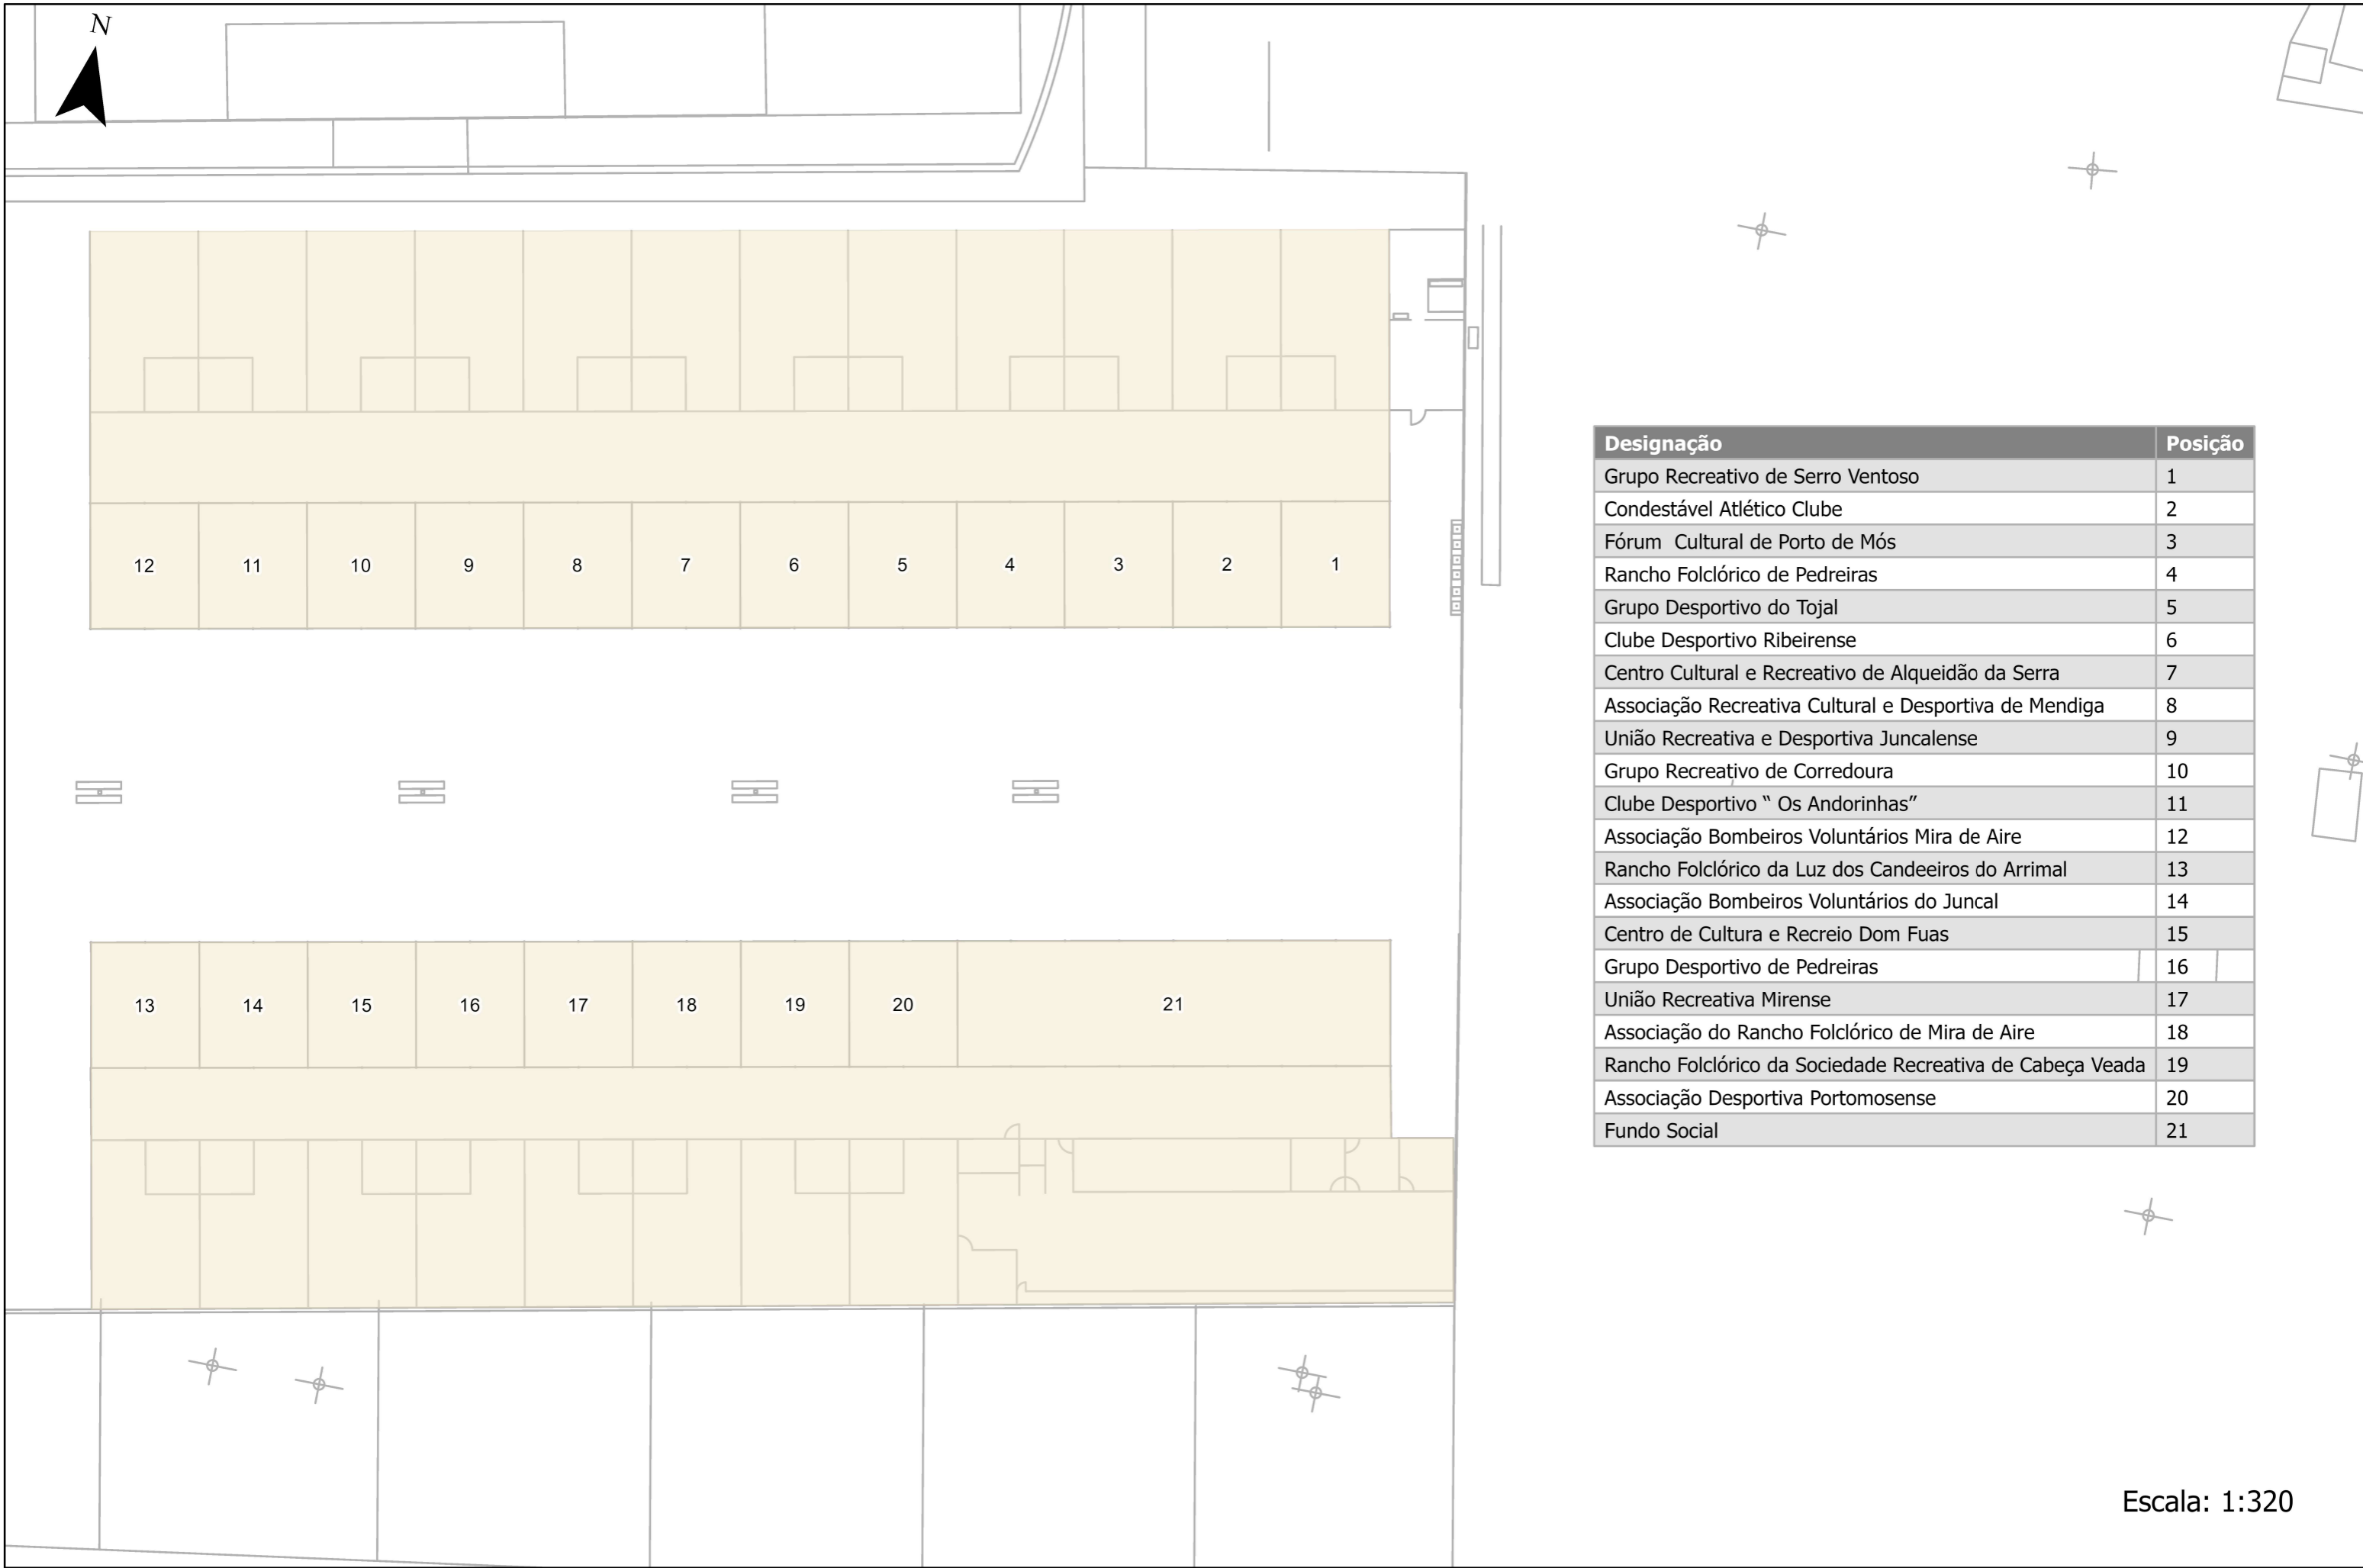 N
12 11 10 9 8 7 6 5 4 3 2 1
13 14 15 16 17 18 19 20 21
Designação Posição
Grupo Recreativo de Serro Ventoso 1
Condestável Atlético Clube 2
Fórum  Cultural de Porto de Mós 3
Rancho Folclórico de Pedreiras 4
Grupo Desportivo do Tojal 5
Clube Desportivo Ribeirense 6
Centro Cultural e Recreativo de Alqueidão da Serra 7
Associação Recreativa Cultural e Desportiva de Mendiga 8
União Recreativa e Desportiva Juncalense 9
Grupo Recreativo de Corredoura 10
Clube Desportivo “ Os Andorinhas” 11
Associação Bombeiros Voluntários Mira de Aire 12
Rancho Folclórico da Luz dos Candeeiros do Arrimal 13
Associação Bombeiros Voluntários do Juncal 14
Centro de Cultura e Recreio Dom Fuas 15
Grupo Desportivo de Pedreiras 16
União Recreativa Mirense 17
Associação do Rancho Folclórico de Mira de Aire 18
Rancho Folclórico da Sociedade Recreativa de Cabeça Veada 19
Associação Desportiva Portomosense 20
Fundo Social 21
Escala: 1:320